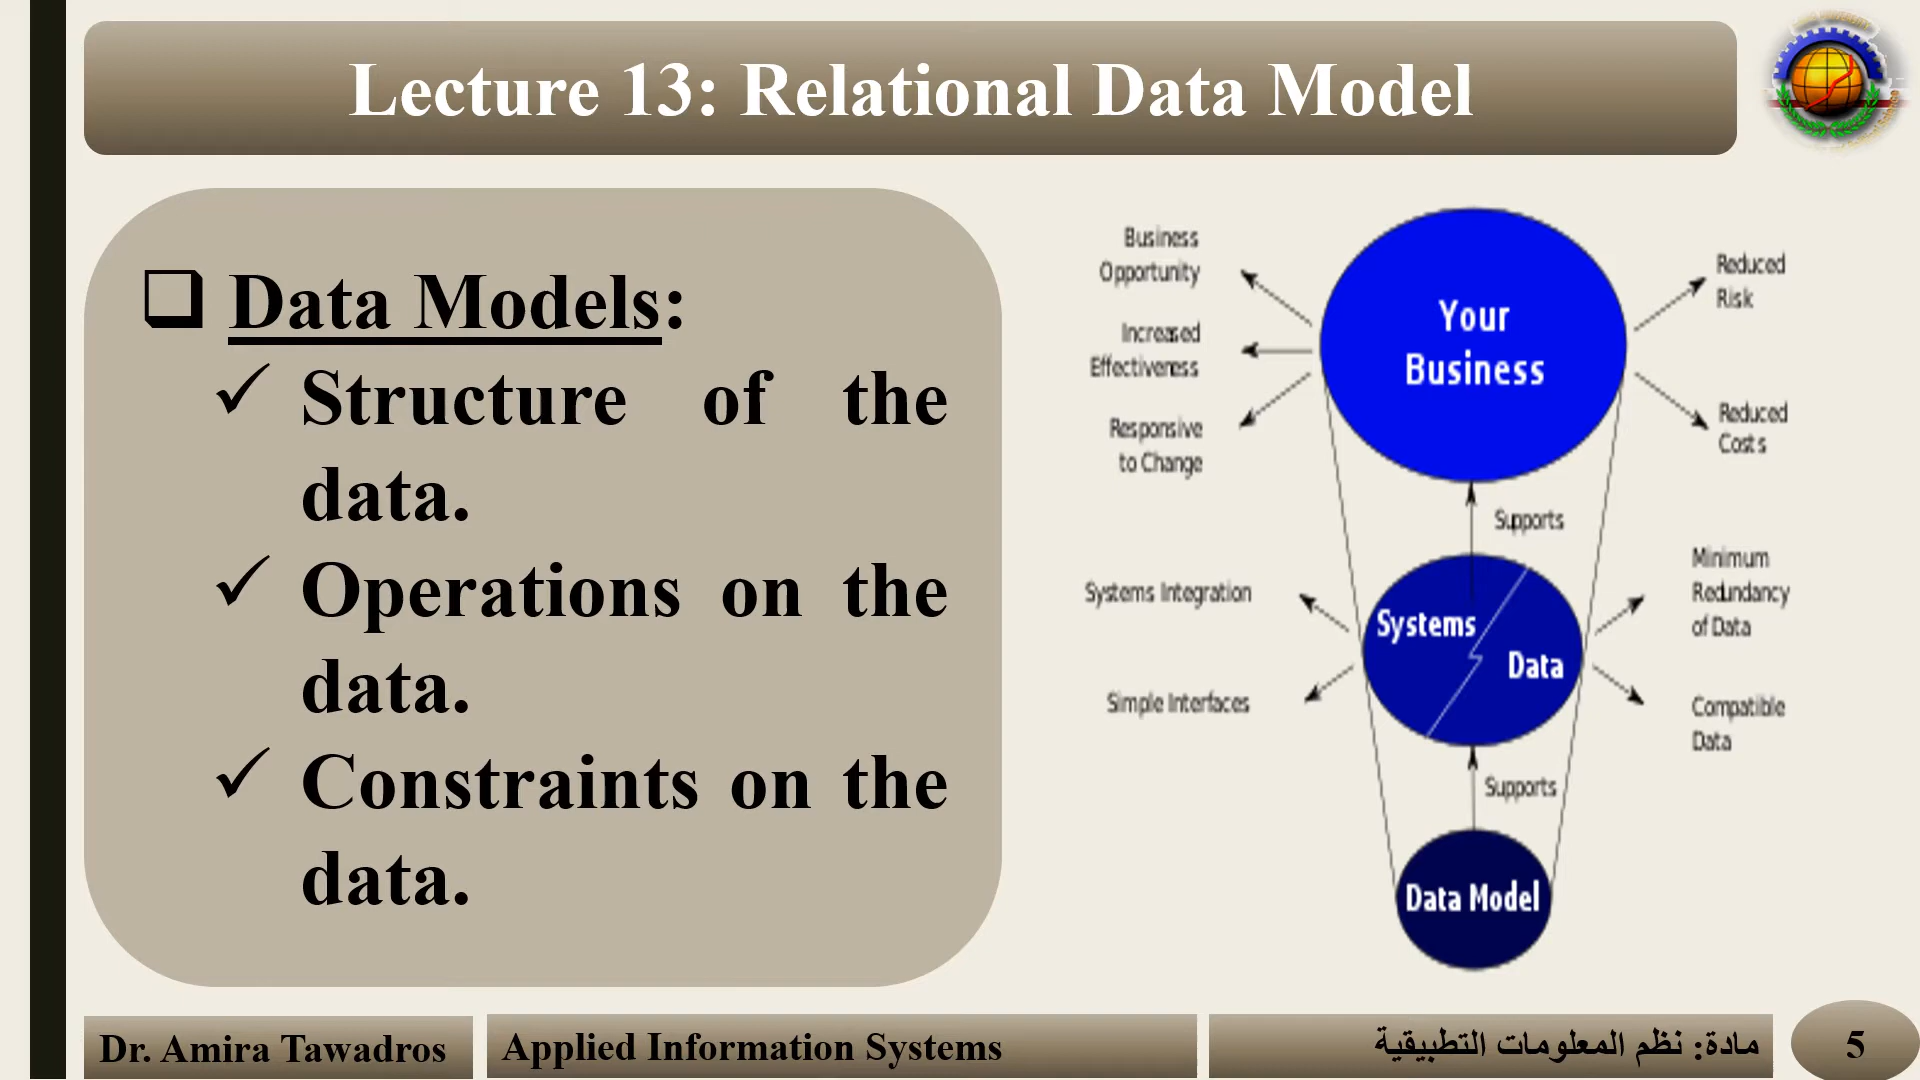 Lecture 13: Relational Data Model
Data Models:
Structure of the
data.
Operations on the
data.
Constraints on the
data.
Business
Opportunity
Increased
Effectiveness
Responsive
to Change
Your
Business
Reduced
Risk
Reduced
Costs
Supports
Systems Integration
Simple Interfaces
Systems
Data
Minimum
Redundancy
of Data
Compatible
Data
Supports
Data Model
Dr. Amira Tawadros
Applied Information Systems
مادة: نظم المعلومات التطبيقية
5